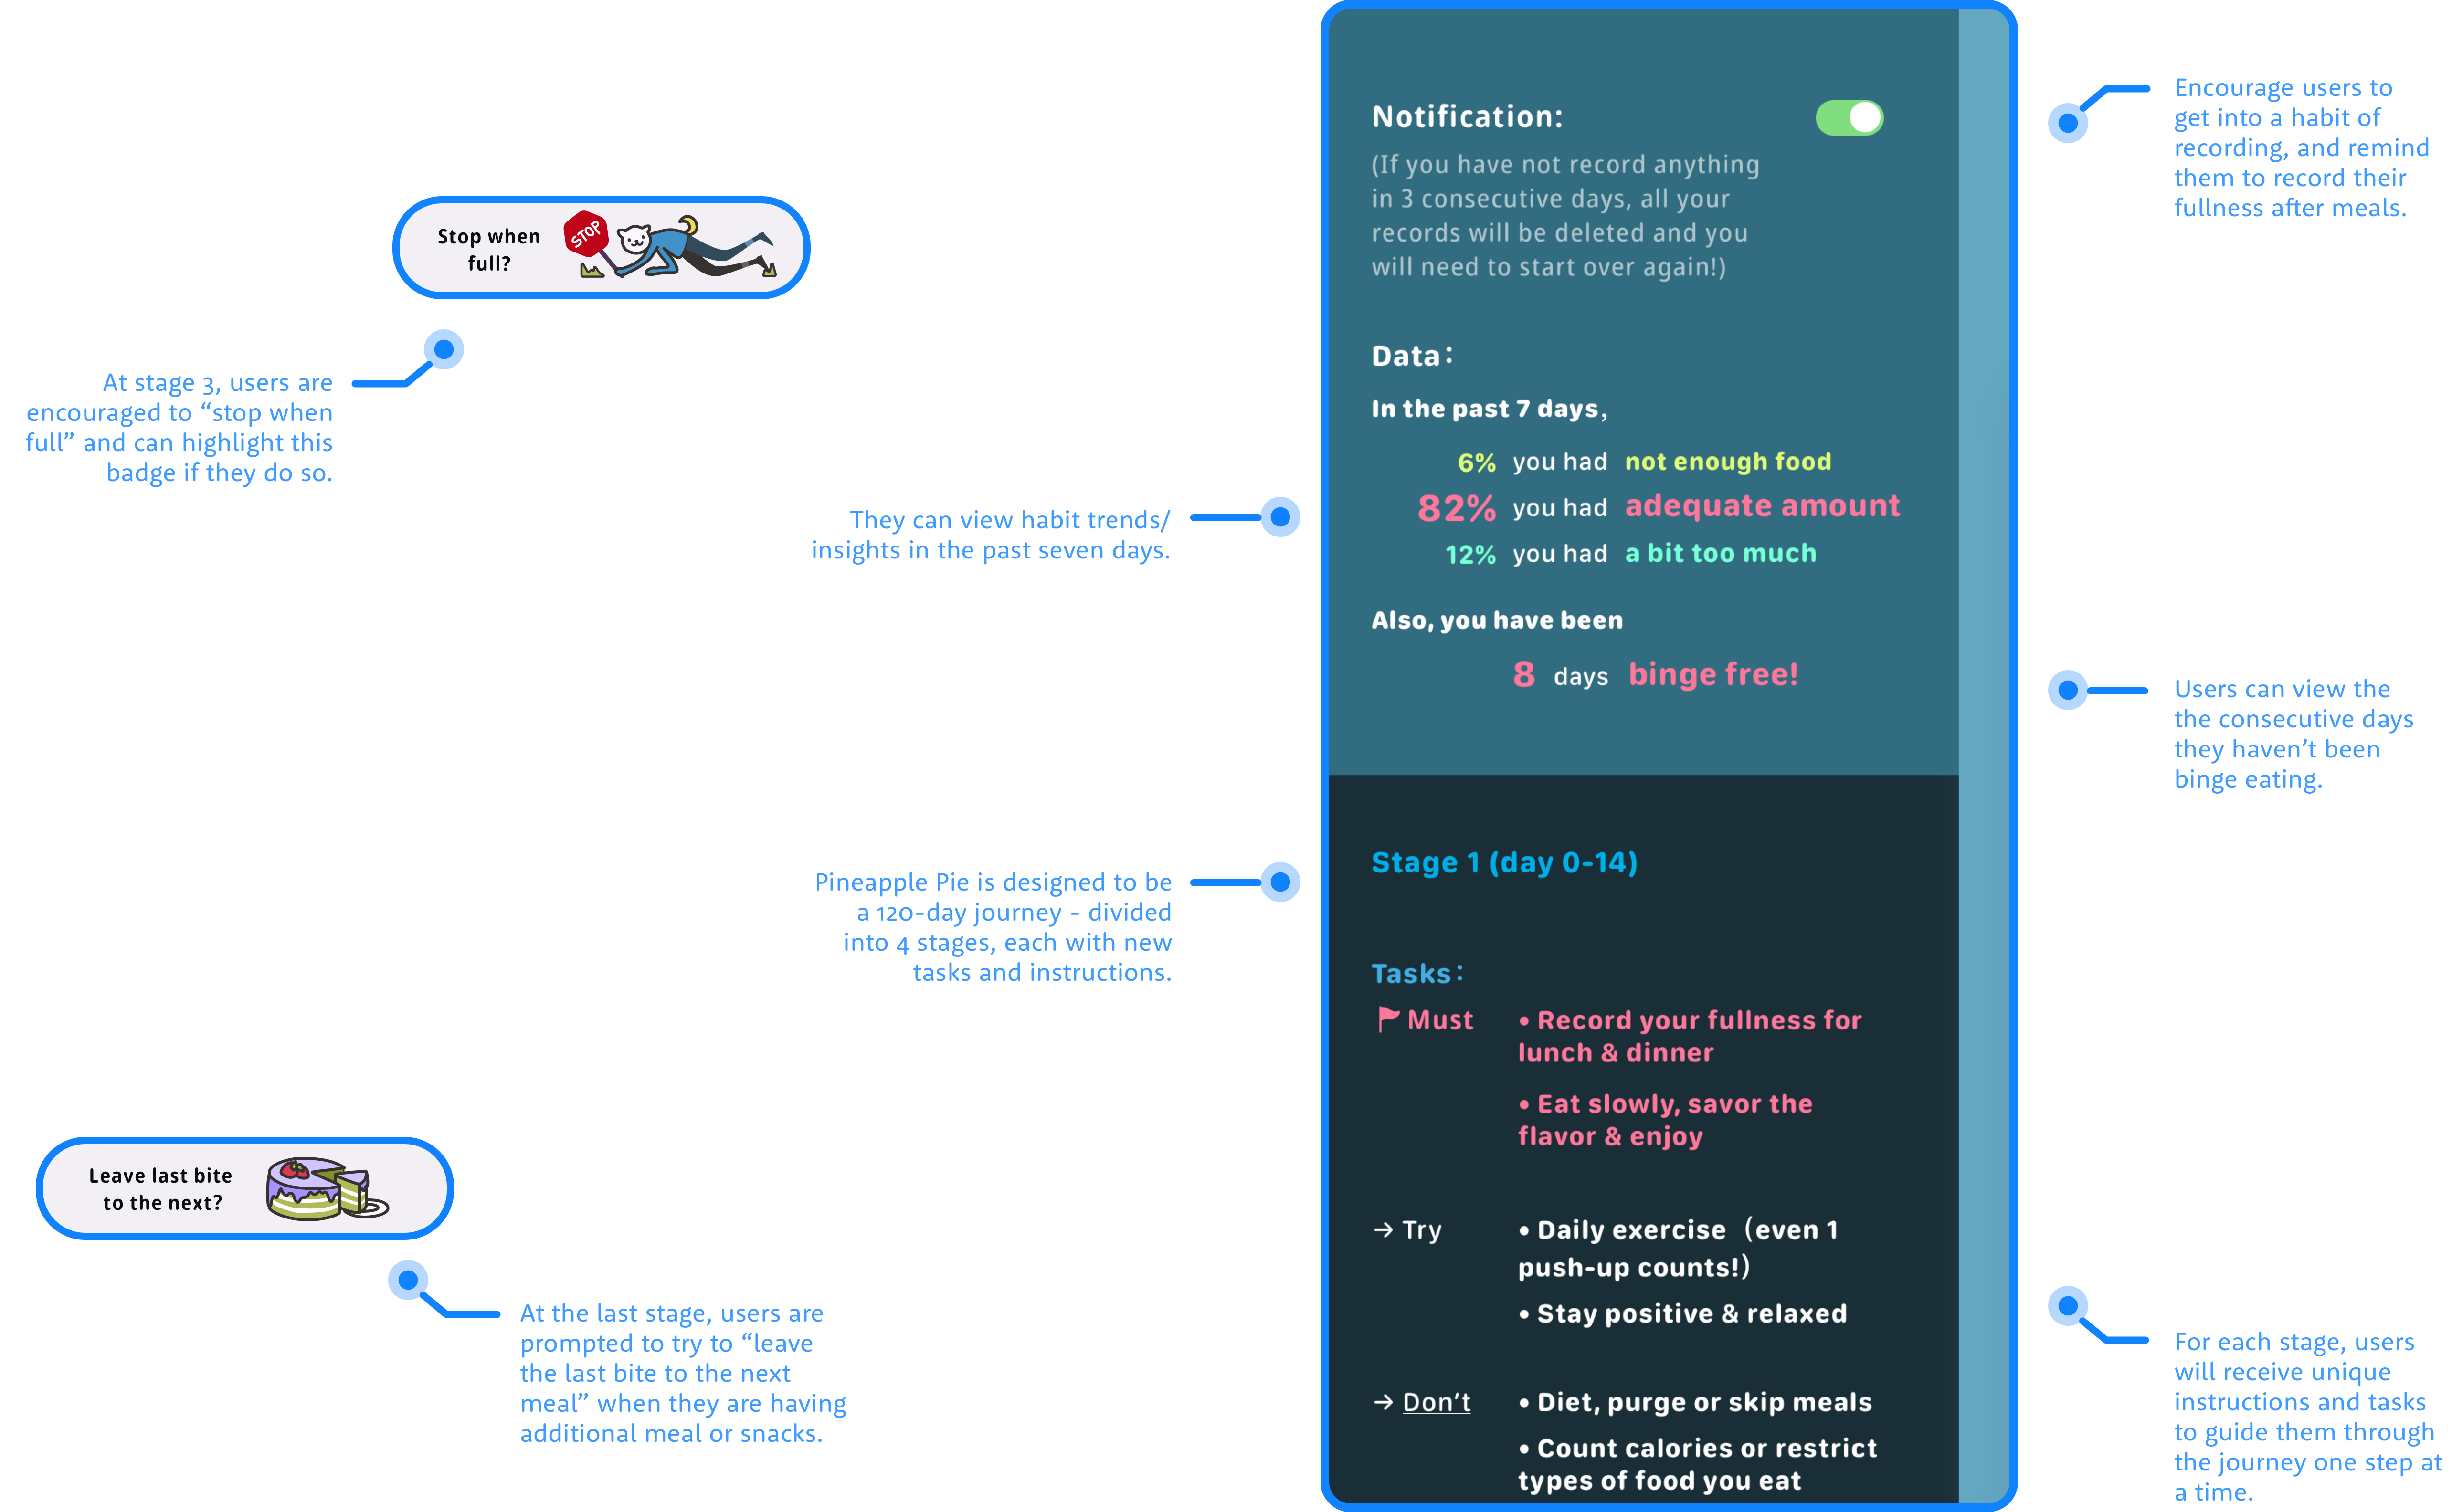 Stop when
full?
STOP
At stage 3, users are
encouraged to “stop when
full” and can highlight this
badge if they do so.
They can view habit trends/
insights in the past seven days.
Pineapple Pie is designed to be
a 120-day journey - divided
into 4 stages, each with new
tasks and instructions.
Leave last bite
to the next?
At the last stage, users are
prompted to try to “leave
the last bite to the next
meal” when they are having
additional meal or snacks.
Notification:
(If you have not record anything
in 3 consecutive days, all your
records will be deleted and you
will need to start over again!)
Data:
In the past 7 days,
6% you had not enough food
82% you had adequate amount
12% you had a bit too much
Also, you have been
8 days binge free!
Stage 1 (day 0-14)
Tasks:
Must • Record your fullness for
lunch & dinner
• Eat slowly, savor the
flavor & enjoy
→ Try • Daily exercise (even 1
push-up counts!)
• Stay positive & relaxed
→ Don’t • Diet, purge or skip meals
• Count calories or restrict
types of food you eat
Encourage users to
get into a habit of
recording, and remind
them to record their
fullness after meals.
Users can view the
the consecutive days
they haven’t been
binge eating.
For each stage, users
will receive unique
instructions and tasks
to guide them through
the journey one step at
a time.